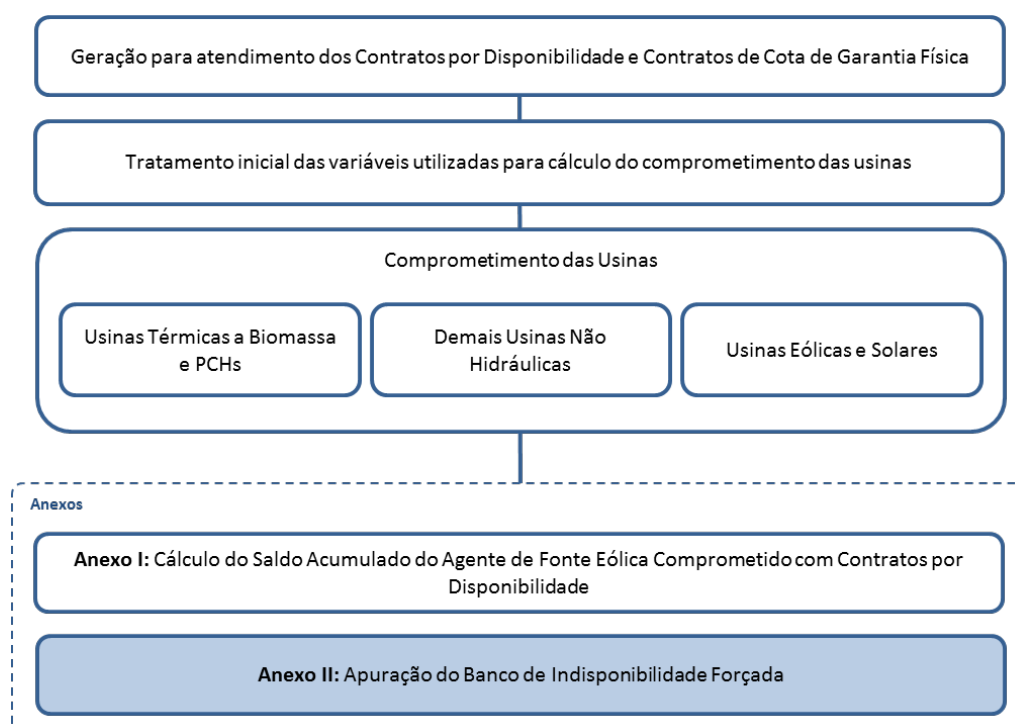 Geração para atendimento dos Contratos por Disponibilidade e Contratos de Cota de Garantia Física
Tratamento inicial das variáveis utilizadas para cálculo do comprometimento das usinas
Comprometimento das Usinas
Usinas Térmicas a Biomassa
e PCHs
Demais Usinas Não
Hidráulicas
Usinas Eólicas e Solares
Anexos
Anexo I: Cálculo do Saldo Acumulado do Agente de Fonte Eólica Comprometido com Contratos por
Disponibilidade
Anexo II: Apuração do Banco de Indisponibilidade Forçada